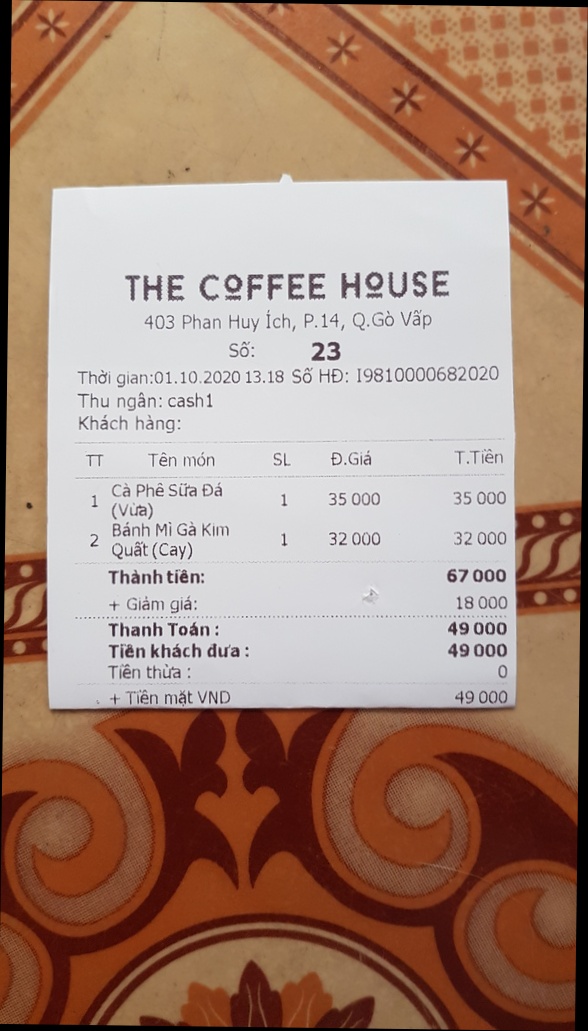 THE COFFEE HOUSE
403 Phan Huy Ích, P.14, Q.Gò Vấp
Số: 23
Thời gian:01.10.2020 13.18 Số HĐ: I9810000682020
Thu ngân: cash1
Khách hàng:
TT Tên món SL Đ.Giá T.Tiền
1 Cà Phê Sữa Đá (Vừa) 1 35 000 35 000
2 Bánh Mì Gà Kim Quất (Cay) 1 32 000 32 000
Thành tiền: 67 000
+ Giảm giá: 18 000
Thanh Toán : 49 000
Tiền khách đưa : 49 000
Tiền thừa : 0
+ Tiền mặt VND 49 000